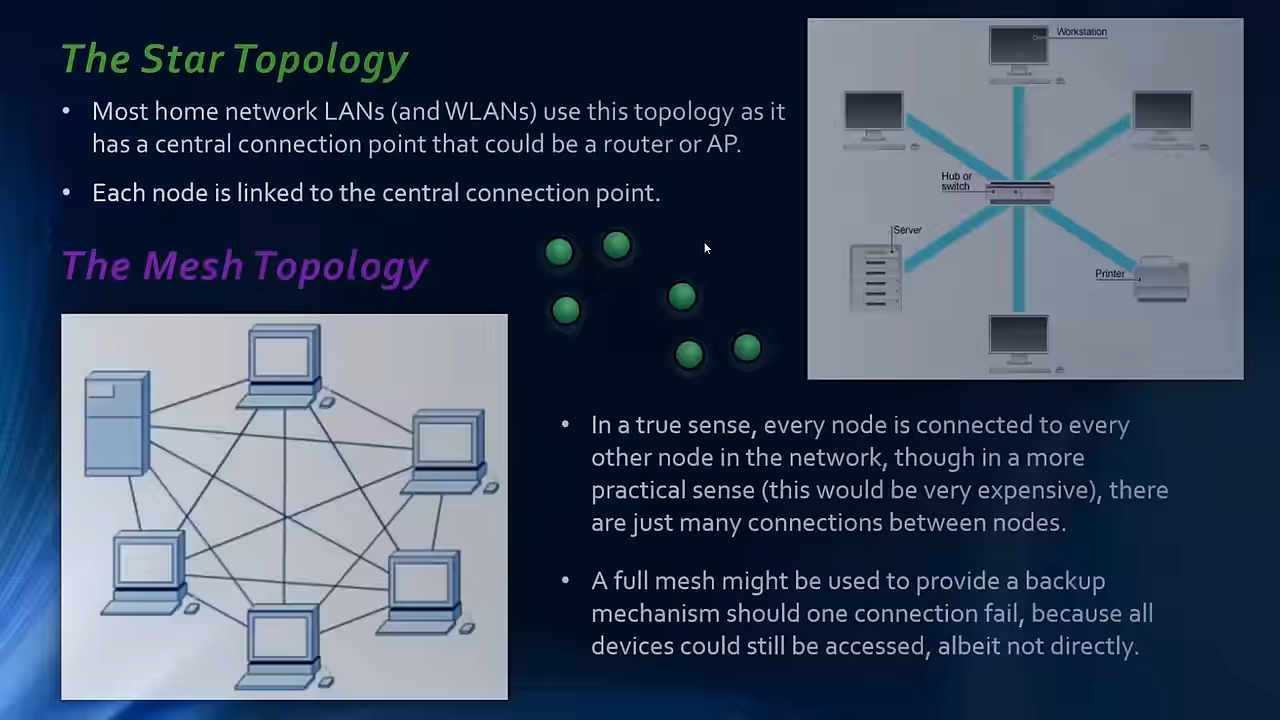 The Star Topology
• Most home network LANs (and WLANs) use this topology as it
has a central connection point that could be a router or AP.
• Each node is linked to the central connection point.
Workstation
Hub or
switch
Server
Printer
The Mesh Topology
• In a true sense, every node is connected to every
other node in the network, though in a more
practical sense (this would be very expensive), there
are just many connections between nodes.
• A full mesh might be used to provide a backup
mechanism should one connection fail, because all
devices could still be accessed, albeit not directly.